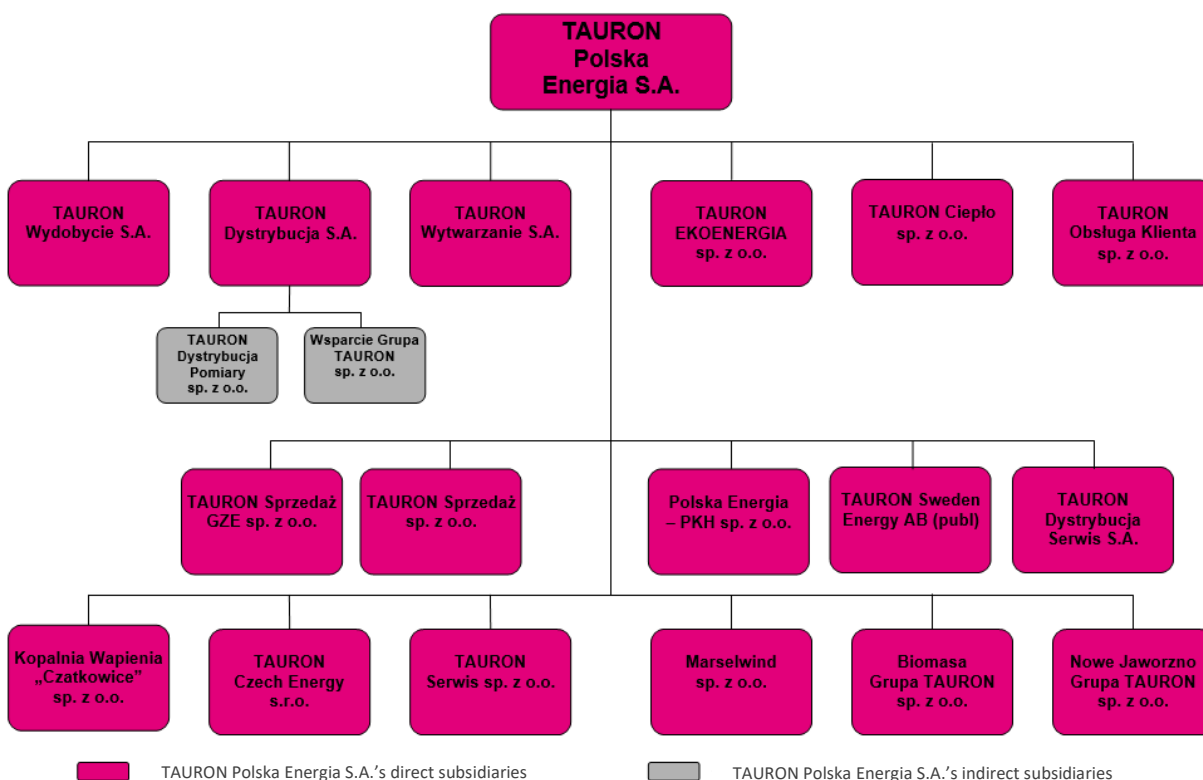 TAURON
Polska
Energia S.A.
TAURON
Wydobycie S.A.
TAURON
Dystrybucja S.A.
TAURON
Wytwarzanie S.A.
TAURON
EKOENERGIA
sp. z o.o.
TAURON Ciepło
sp. z o.o.
TAURON
Obsługa Klienta
sp. z o.o.
TAURON
Dystrybucja
Pomiary
sp. z o.o.
Wsparcie Grupa
TAURON
sp. z o.o.
TAURON Sprzedaż
GZE sp. z o.o.
TAURON Sprzedaż
sp. z o.o.
Polska Energia
– PKH sp. z o.o.
TAURON Sweden
Energy AB (publ)
TAURON
Dystrybucja
Serwis S.A.
Kopalnia Wapienia
„Czatkowice”
sp. z o.o.
TAURON
Czech Energy
s.r.o.
TAURON
Serwis sp. z o.o.
Marselwind
sp. z o.o.
Biomasa
Grupa TAURON
sp. z o.o.
Nowe Jaworzno
Grupa TAURON
sp. z o.o.
TAURON Polska Energia S.A.’s direct subsidiaries
TAURON Polska Energia S.A.’s indirect subsidiaries